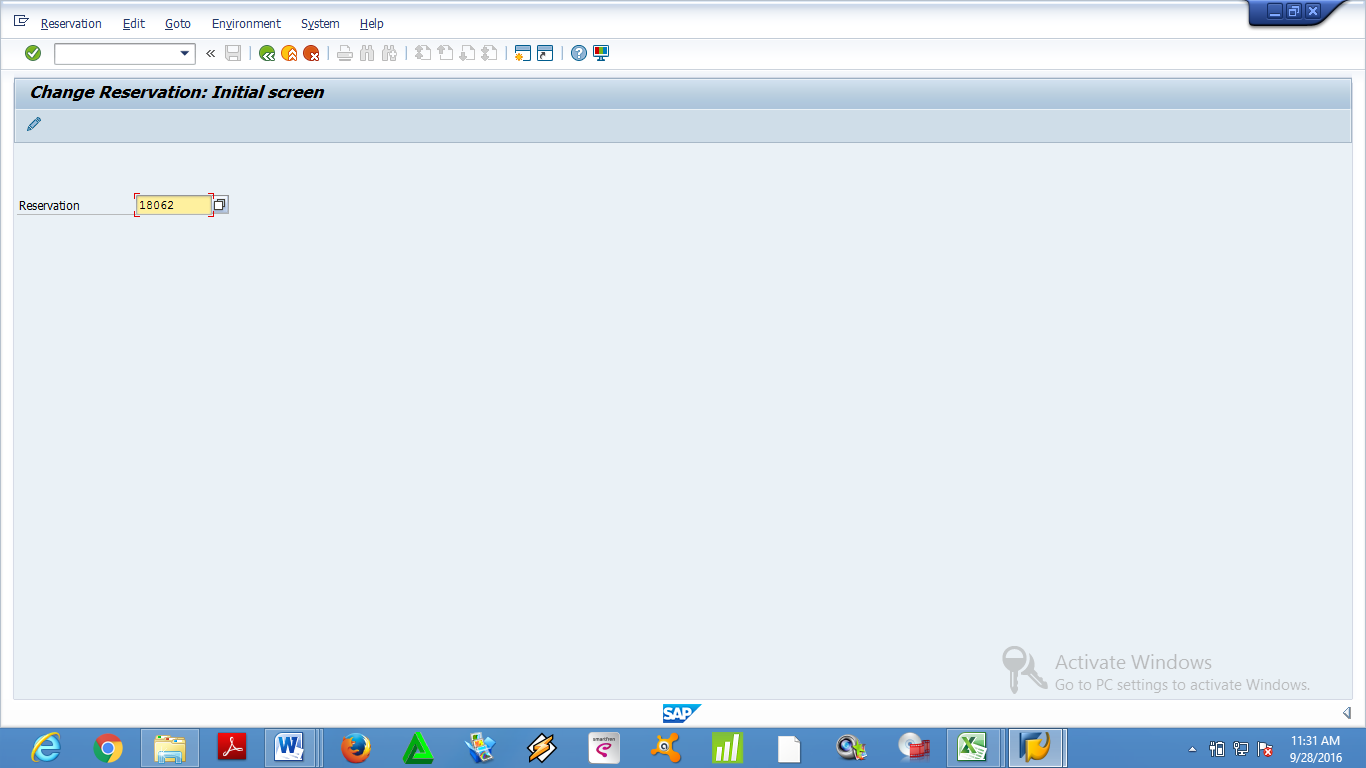 Reservation Edit Goto Environment System Help
Change Reservation: Initial screen
Reservation 18062
Activate Windows
Go to PC settings to activate Windows.
SAP
smartfren
11:31 AM
9/28/2016